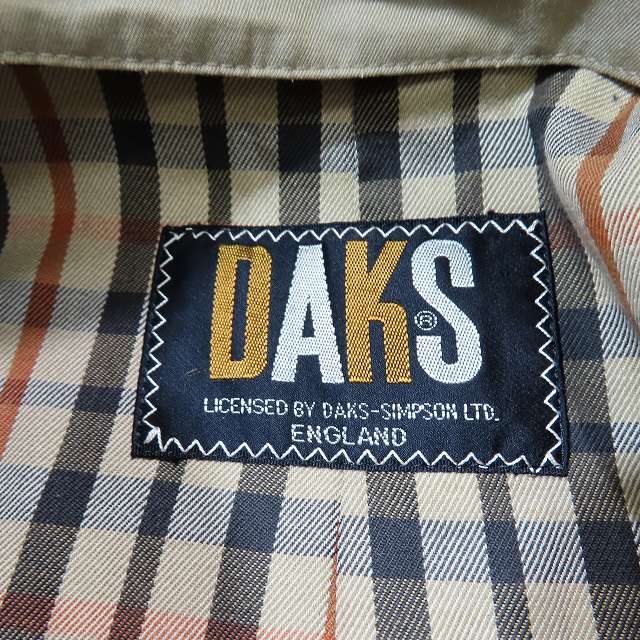 DAKS®
LICENSED BY DAKS-SIMPSON LTD.
ENGLAND